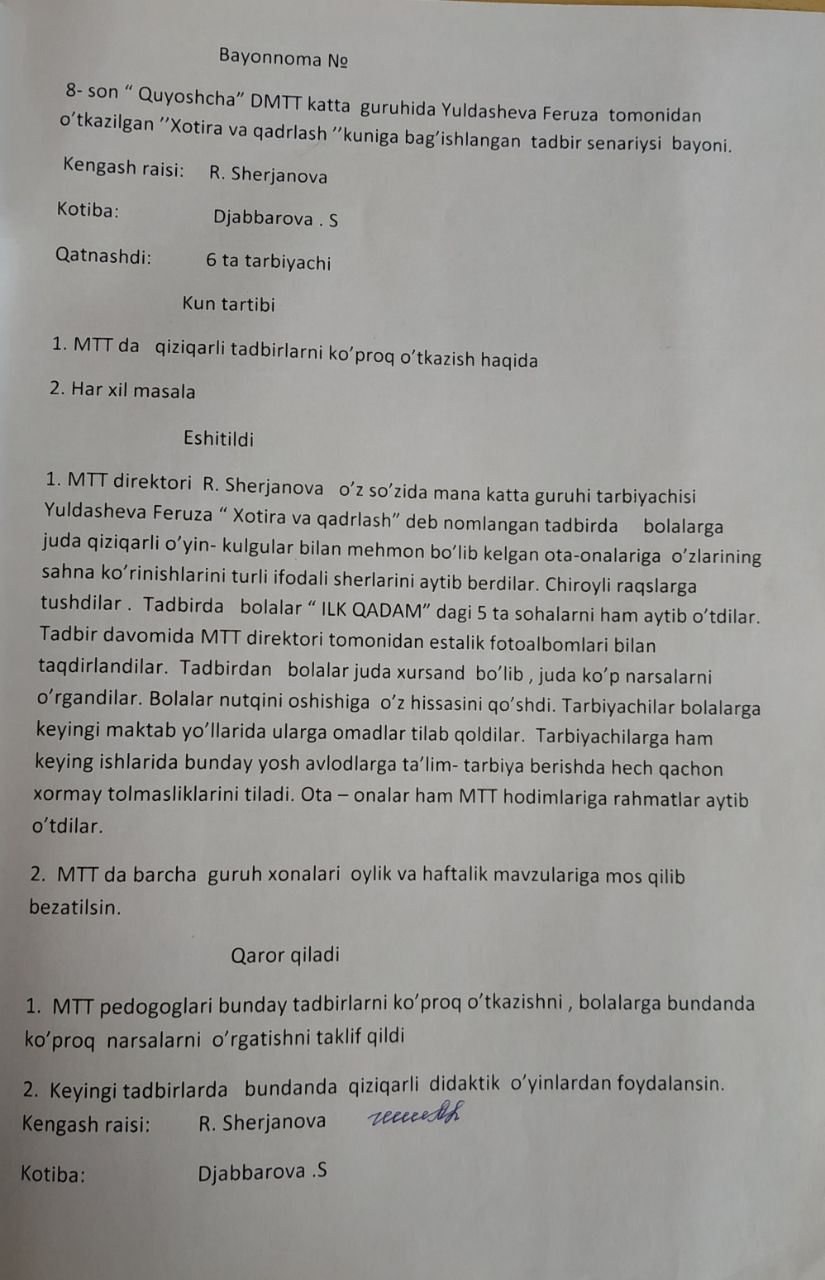 Bayonnoma №
8- son “ Quyoshcha” DMTT katta guruhida Yuldasheva Feruza tomonidan
o’tkazilgan ’’Xotira va qadrlash ’’kuniga bag’ishlangan tadbir senariysi bayoni.
Kengash raisi: R. Sherjanova
Kotiba: Djabbarova . S
Qatnashdi: 6 ta tarbiyachi
Kun tartibi
1. MTT da qiziqarli tadbirlarni ko’proq o’tkazish haqida
2. Har xil masala
Eshitildi
1. MTT direktori R. Sherjanova o’z so’zida mana katta guruhi tarbiyachisi
Yuldasheva Feruza “ Xotira va qadrlash” deb nomlangan tadbirda bolalarga
juda qiziqarli o’yin- kulgular bilan mehmon bo’lib kelgan ota-onalariga o’zlarining
sahna ko’rinishlarini turli ifodali sherlarini aytib berdilar. Chiroyli raqslarga
tushdilar . Tadbirda bolalar “ ILK QADAM” dagi 5 ta sohalarni ham aytib o’tdilar.
Tadbir davomida MTT direktori tomonidan estalik fotoalbomlari bilan
taqdirlandilar. Tadbirdan bolalar juda xursand bo’lib , juda ko’p narsalarni
o’rgandilar. Bolalar nutqini oshishiga o’z hissasini qo’shdi. Tarbiyachilar bolalarga
keyingi maktab yo’llarida ularga omadlar tilab qoldilar. Tarbiyachilarga ham
keying ishlarida bunday yosh avlodlarga ta’lim- tarbiya berishda hech qachon
xormay tolmasliklarini tiladi. Ota – onalar ham MTT hodimlariga rahmatlar aytib
o’tdilar.
2. MTT da barcha guruh xonalari oylik va haftalik mavzulariga mos qilib
bezatilsin.
Qaror qiladi
1. MTT pedogoglari bunday tadbirlarni ko’proq o’tkazishni , bolalarga bundanda
ko’proq narsalarni o’rgatishni taklif qildi
2. Keyingi tadbirlarda bundanda qiziqarli didaktik o’yinlardan foydalansin.
Kengash raisi: R. Sherjanova
Kotiba: Djabbarova .S